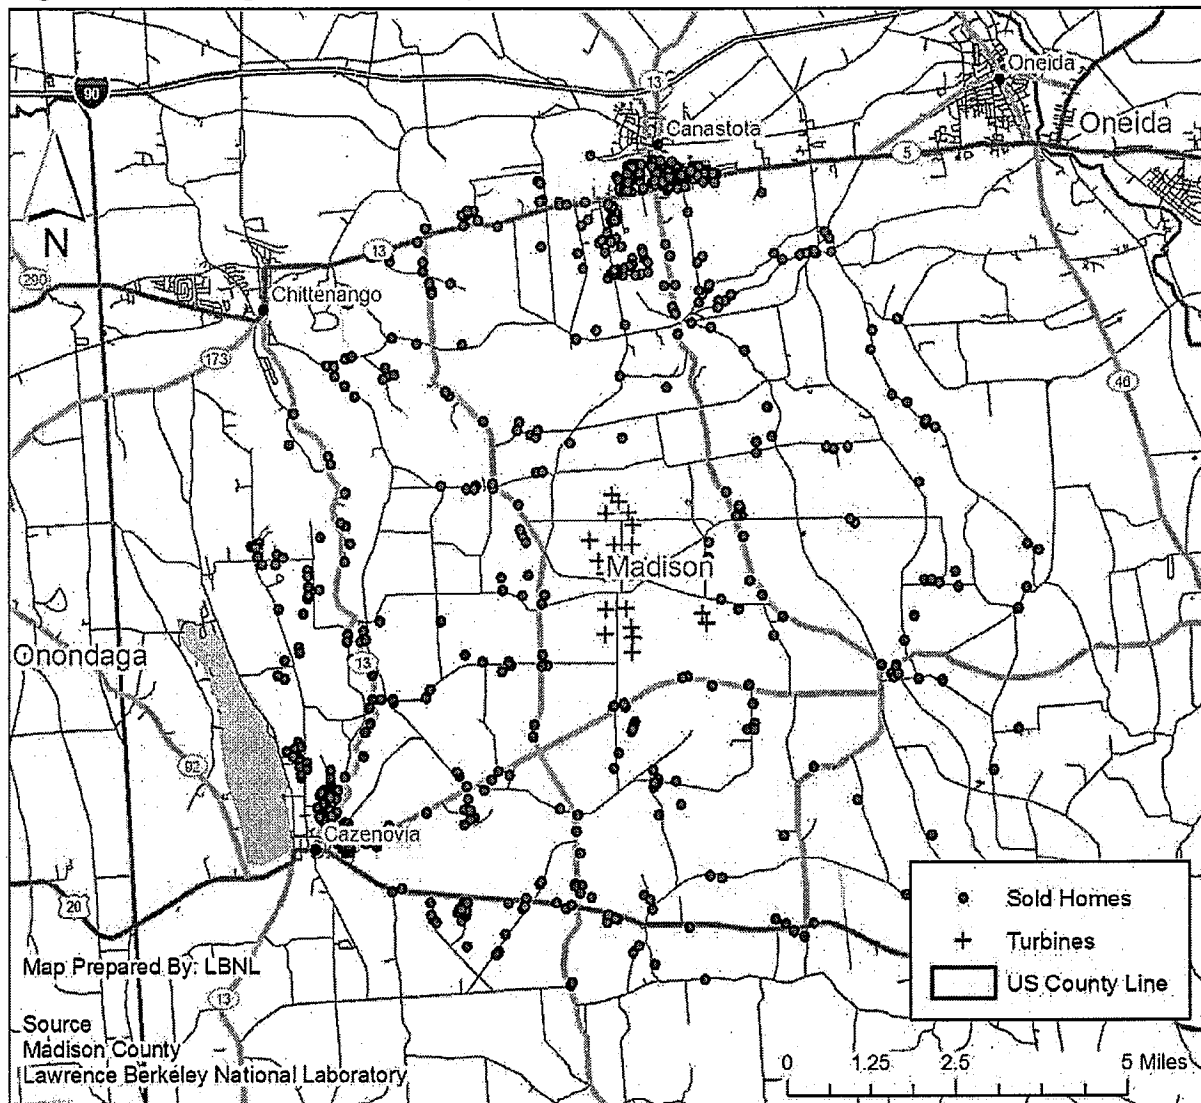 90
13
Oneida
Canastota
Oneida
5
N
13
290
Chittenango
173
46
Madison
Onondaga
13
92
Cazenovia
20
Sold Homes
Turbines
US County Line
Map Prepared By: LBNL
13
Source
Madison County
Lawrence Berkeley National Laboratory
0 1.25 2.5 5 Miles